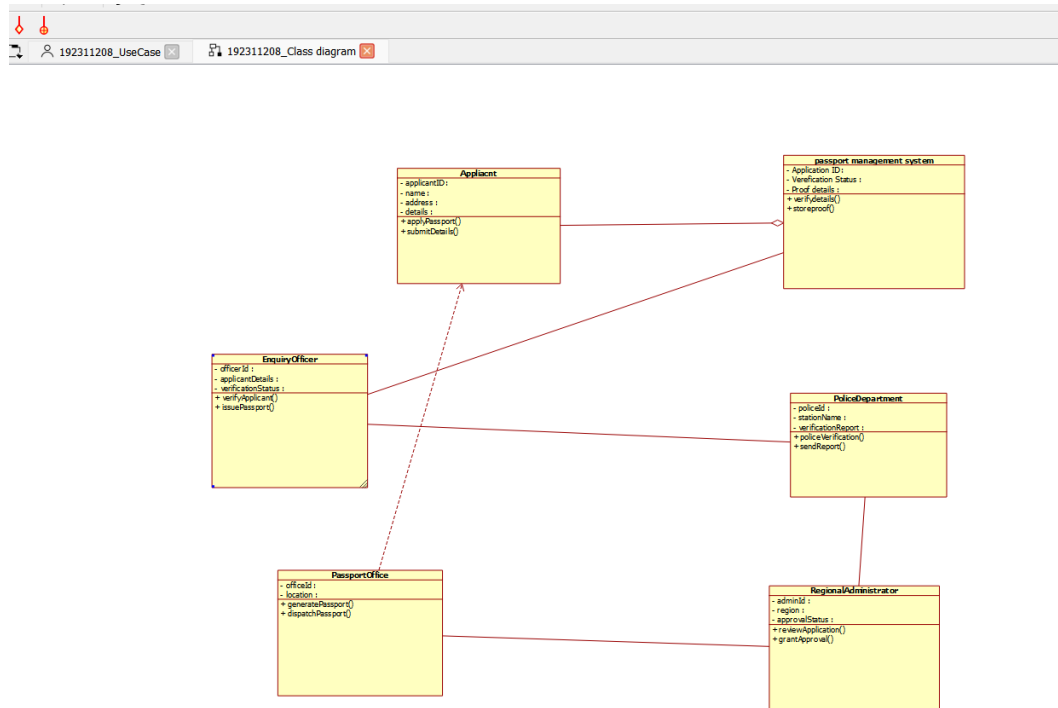 192311208_UseCase
192311208_Class diagram
passport management system
- Application ID:
- Verefication Status :
- Proof details :
+ verifydetails()
+ storeproof()
Appliacnt
- applicantID:
- name :
- address :
- details :
+ applyPassport()
+ submitDetails()
EnquiryOfficer
- officerId :
- applicantDetails :
- verificationStatus :
+ verifyApplicant()
+ issuePassport()
PoliceDepartment
- policeId :
- stationName :
- verificationReport :
+ policeVerification()
+ sendReport()
PassportOffice
- officeId :
- location :
+ generatePassport()
+ dispatchPassport()
RegionalAdministrator
- adminId :
- region :
- approvalStatus :
+ reviewApplication()
+ grantApproval()